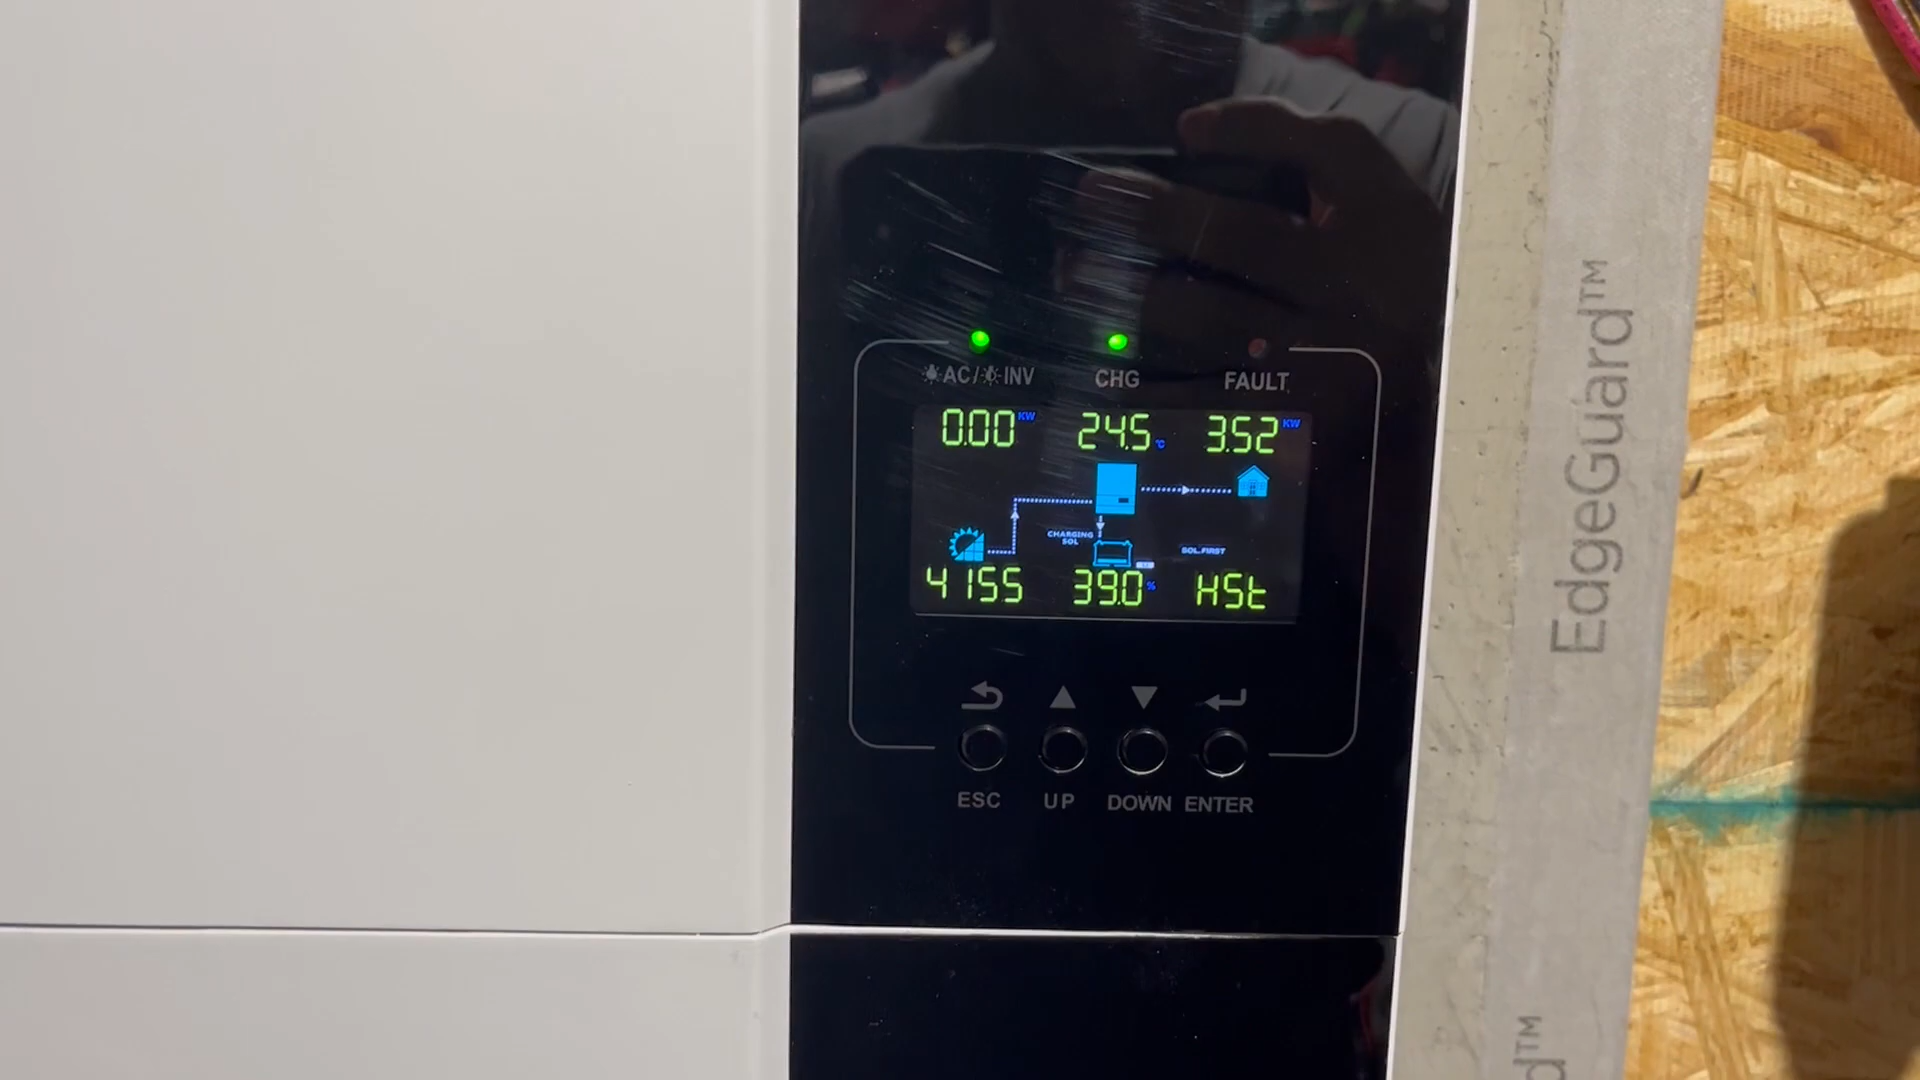 AC/ INV CHG FAULT
0.00 KW 24.5 °C 3.52 KW
CHARGING
SOL
SOL.FIRST
4155 39.0 % HSt
ESC UP DOWN ENTER
EdgeGuard™
d™